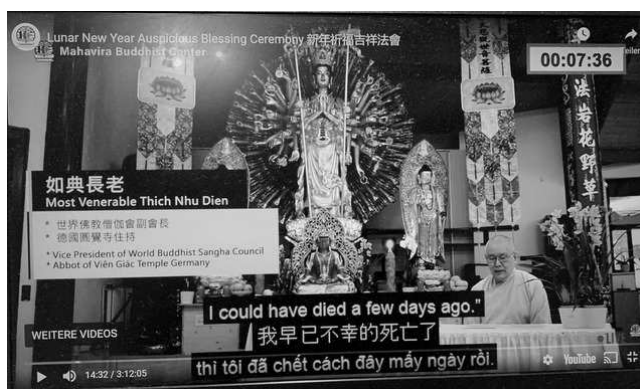 Lunar New Year Auspicious Blessing Ceremony 新年祈福吉祥法會
Mahavira Buddhist Center
00:07:36
如典長老
Most Venerable Thich Nhu Dien
* 世界佛教僧伽會副會長
* 德國圓覺寺住持
* Vice President of World Buddhist Sangha Council
* Abbot of Viên Giác Temple Germany
法岩花野草
I could have died a few days ago."
我早已不幸的死亡了
thì tôi đã chết cách đây mấy ngày rồi.
WEITERE VIDEOS
14:32 / 3:12:05
YouTube